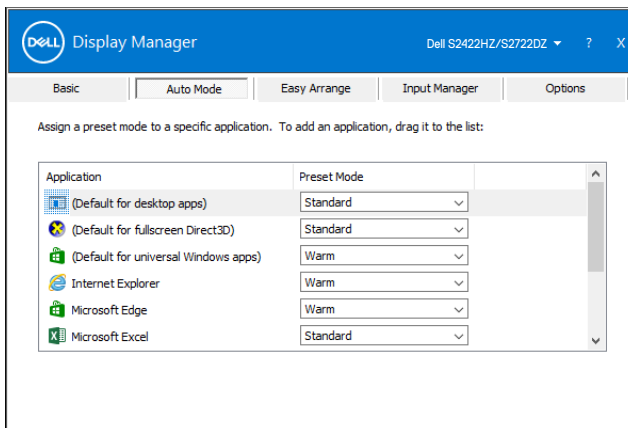 DELL Display Manager Dell S2422HZ/S2722DZ ? X
Basic Auto Mode Easy Arrange Input Manager Options
Assign a preset mode to a specific application. To add an application, drag it to the list:
Application Preset Mode
(Default for desktop apps) Standard
(Default for fullscreen Direct3D) Standard
(Default for universal Windows apps) Warm
Internet Explorer Warm
Microsoft Edge Warm
Microsoft Excel Standard